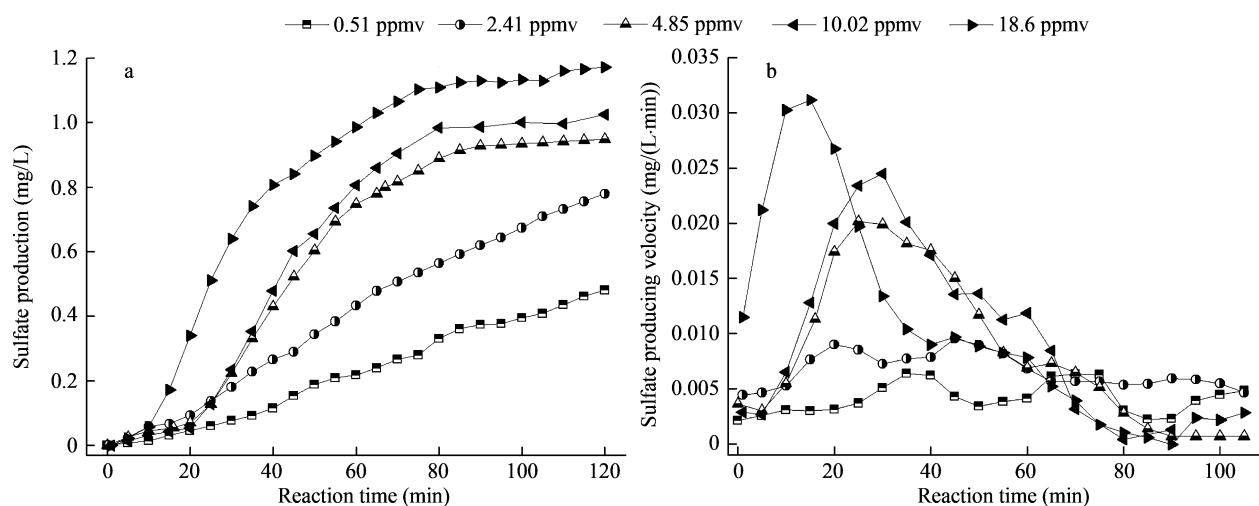 0.51 ppmv 2.41 ppmv 4.85 ppmv 10.02 ppmv 18.6 ppmv
a
Sulfate production (mg/L)
1.2
1.0
0.8
0.6
0.4
0.2
0
0 20 40 60 80 100 120
Reaction time (min)
b
Sulfate producing velocity (mg/(L·min))
0.035
0.030
0.025
0.020
0.015
0.010
0.005
0
0 20 40 60 80 100
Reaction time (min)